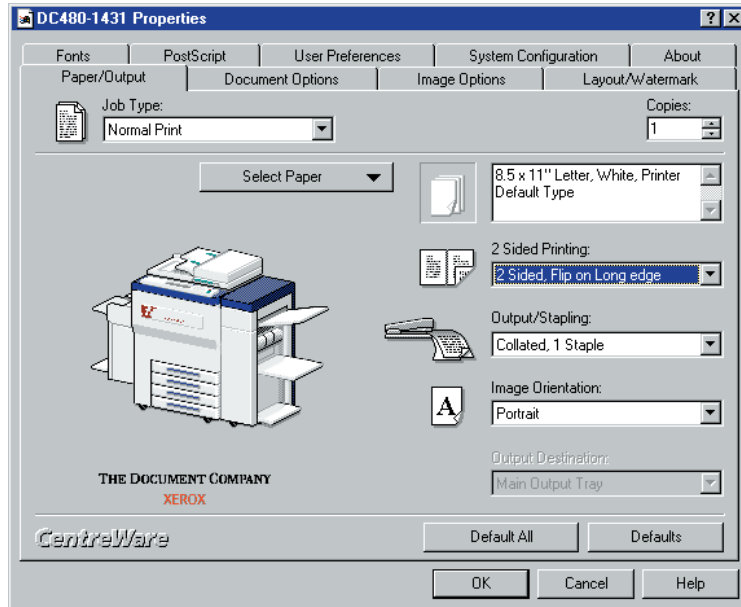 DC480-1431 Properties
Fonts PostScript User Preferences System Configuration About
Paper/Output Document Options Image Options Layout/Watermark
Job Type:
Normal Print
Copies:
1
Select Paper
8.5 x 11" Letter, White, Printer
Default Type
2 Sided Printing:
2 Sided, Flip on Long edge
Output/Stapling:
Collated, 1 Staple
Image Orientation:
A
Portrait
Output Destination:
Main Output Tray
THE DOCUMENT COMPANY
XEROX
CentreWare
Default All Defaults
OK Cancel Help